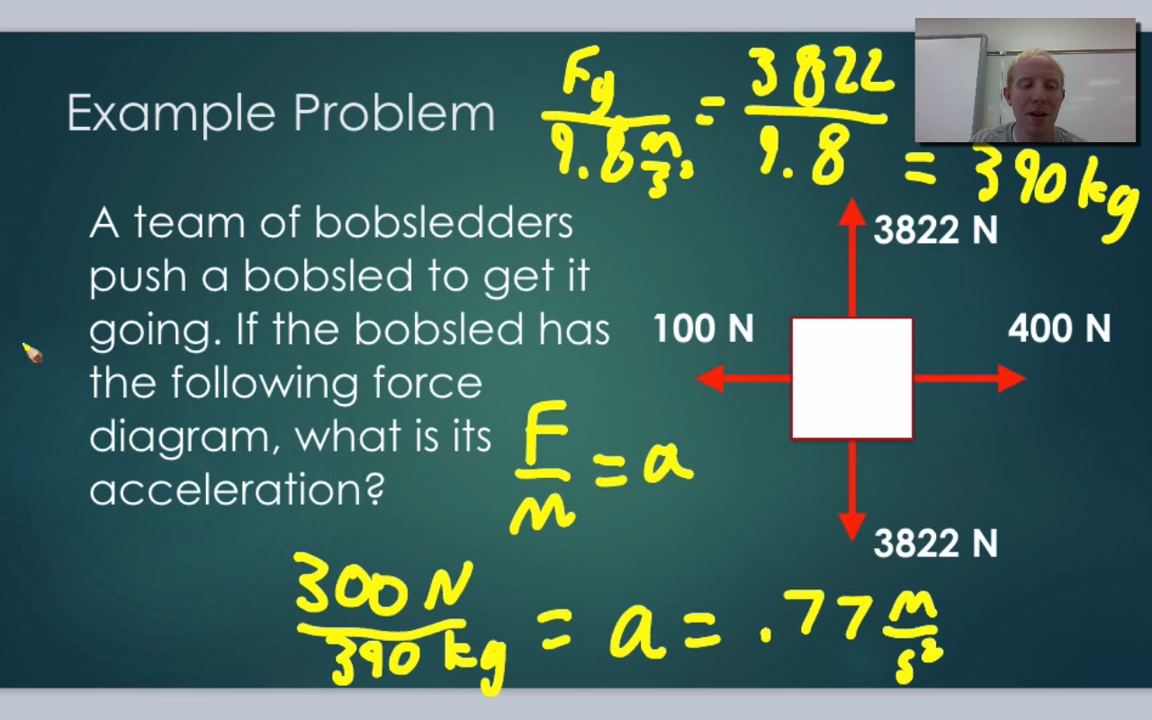 Example Problem
Fg / 9.8 m/s² = 3822 / 9.8 = 390 kg
A team of bobsledders
push a bobsled to get it
going. If the bobsled has
the following force
diagram, what is its
acceleration?
3822 N
100 N
400 N
3822 N
F / m = a
300 N / 390 kg = a = .77 m/s²